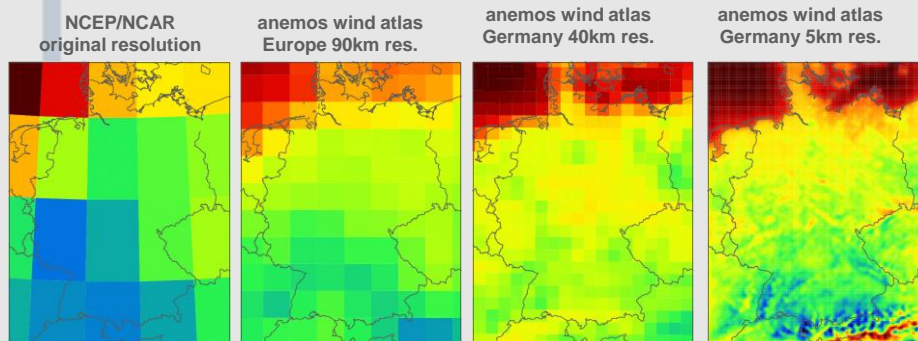 NCEP/NCAR
original resolution
anemos wind atlas
Europe 90km res.
anemos wind atlas
Germany 40km res.
anemos wind atlas
Germany 5km res.